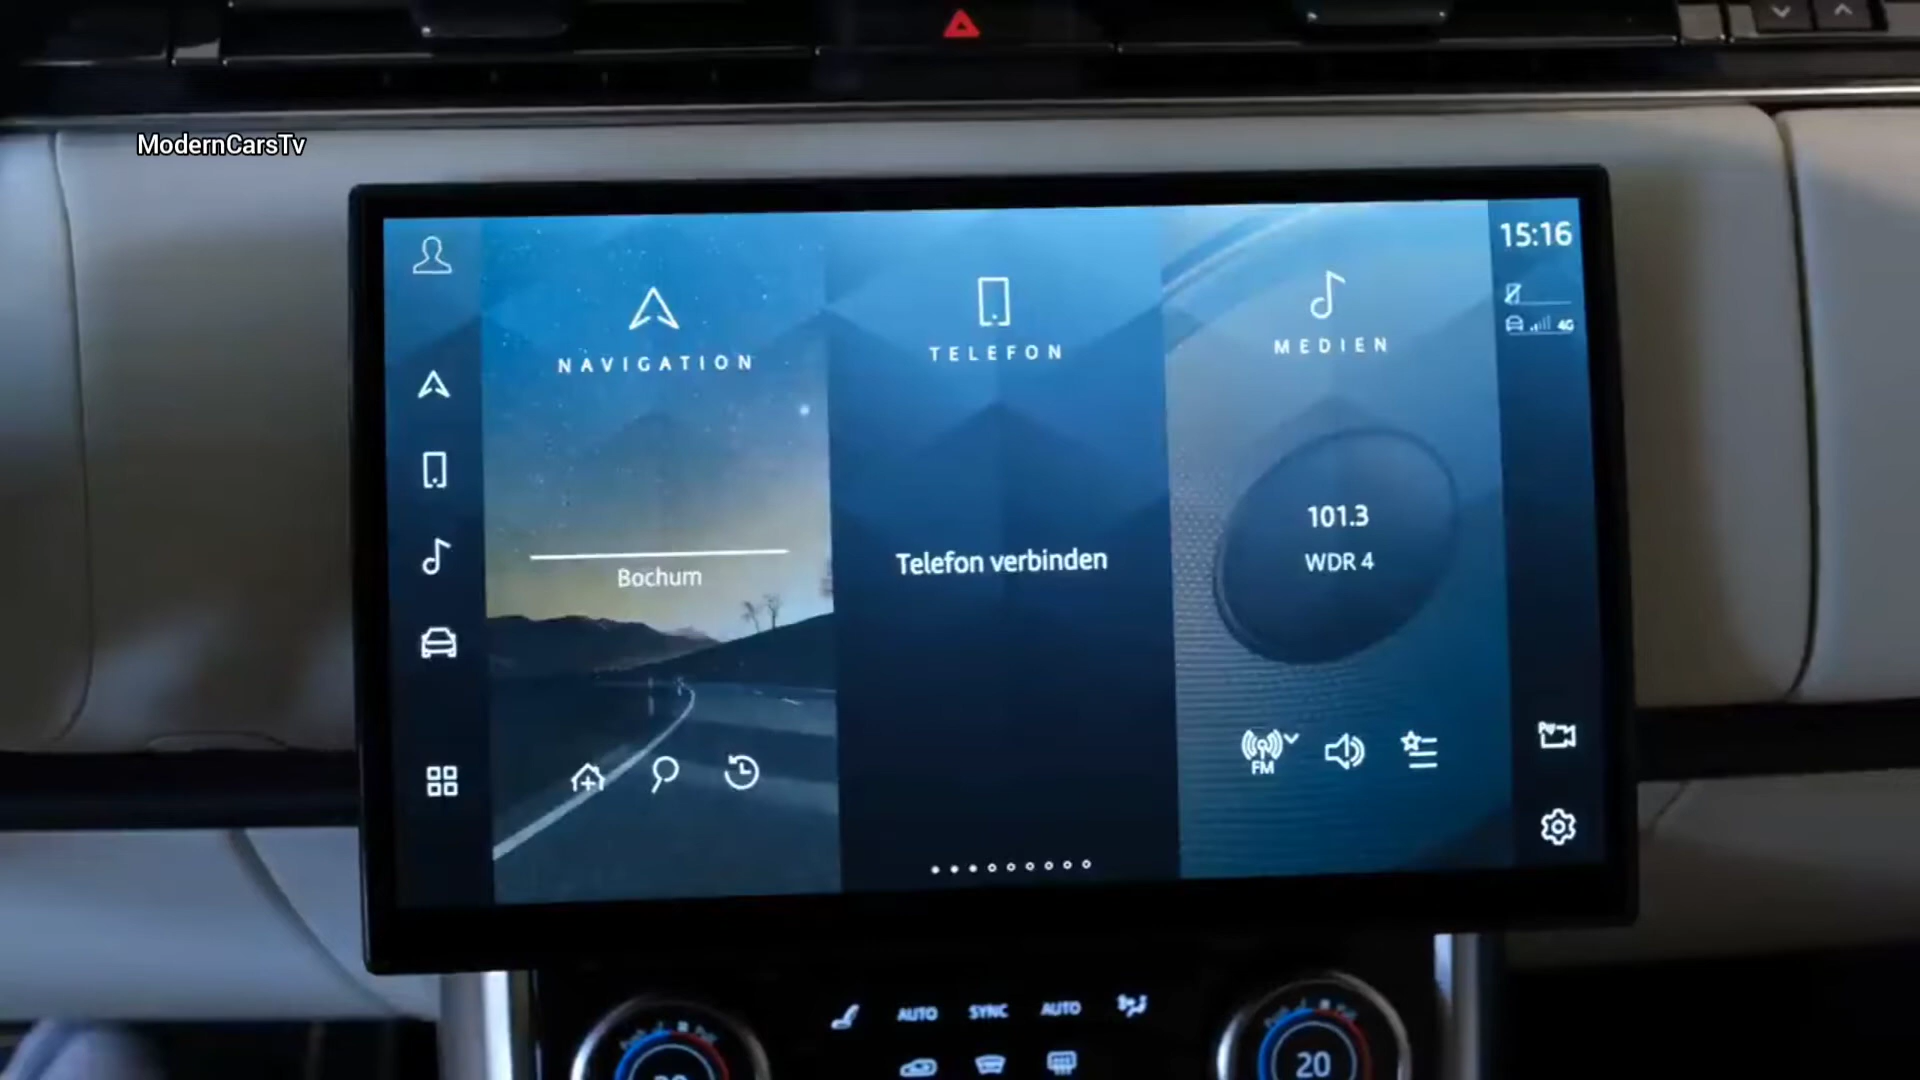 ModernCarsTv
15:16
4G
NAVIGATION
TELEFON
MEDIEN
Bochum
Telefon verbinden
101.3
WDR 4
FM
AUTO
SYNC
AUTO
20